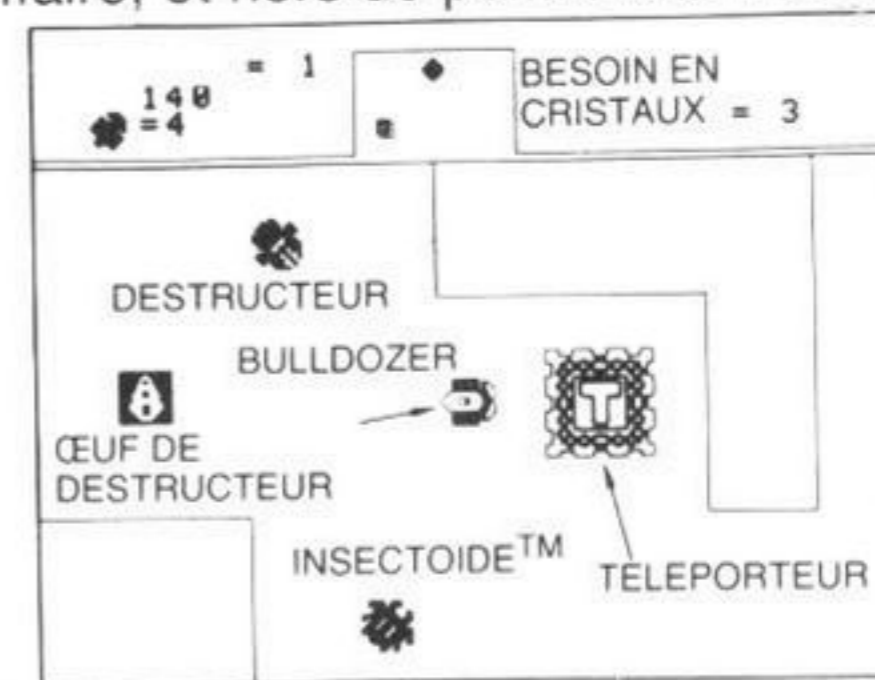 = 1
140
= 4
BESOIN EN
CRISTAUX = 3
DESTRUCTEUR
BULLDOZER
T
ŒUF DE
DESTRUCTEUR
INSECTOIDE™
TELEPORTEUR